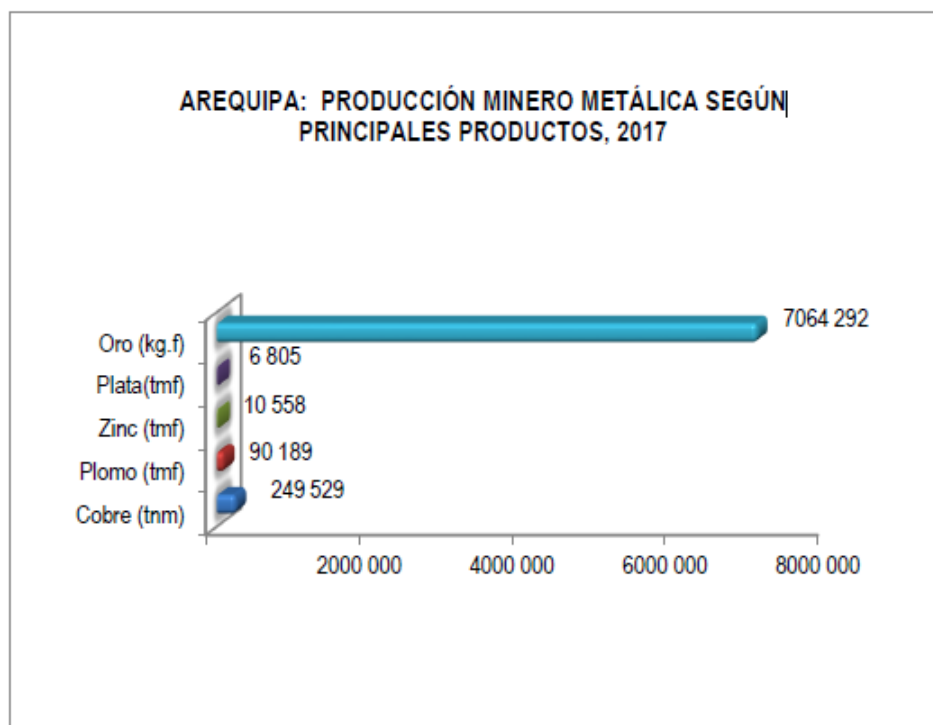 AREQUIPA: PRODUCCIÓN MINERO METÁLICA SEGÚN
PRINCIPALES PRODUCTOS, 2017
7064 292
Oro (kg.f)
6 805
Plata(tmf)
10 558
Zinc (tmf)
90 189
Plomo (tmf)
249 529
Cobre (tnm)
2000 000 4000 000 6000 000 8000 000